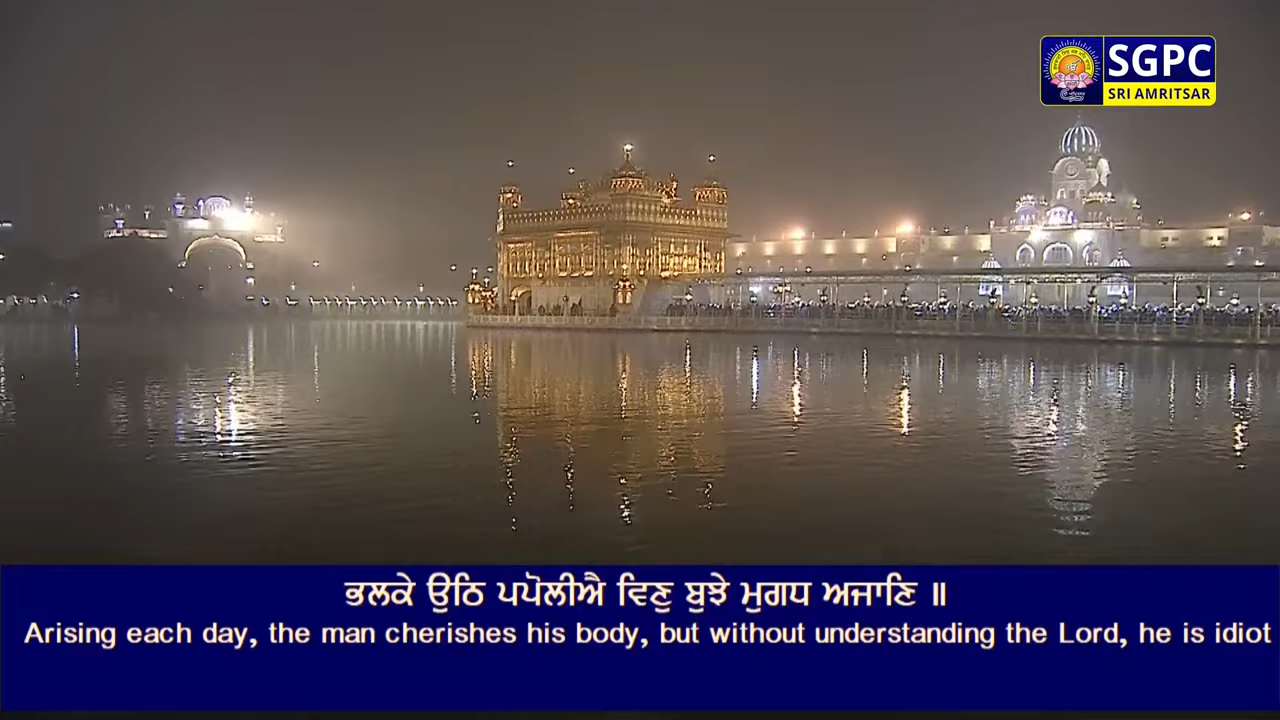 SGPC
SRI AMRITSAR
ਭਲਕੇ ਉਠਿ ਪਪੋਲੀਐ ਵਿਣੁ ਬੁਝੇ ਮੁਗਧ ਅਜਾਣਿ ॥
Arising each day, the man cherishes his body, but without understanding the Lord, he is idiot